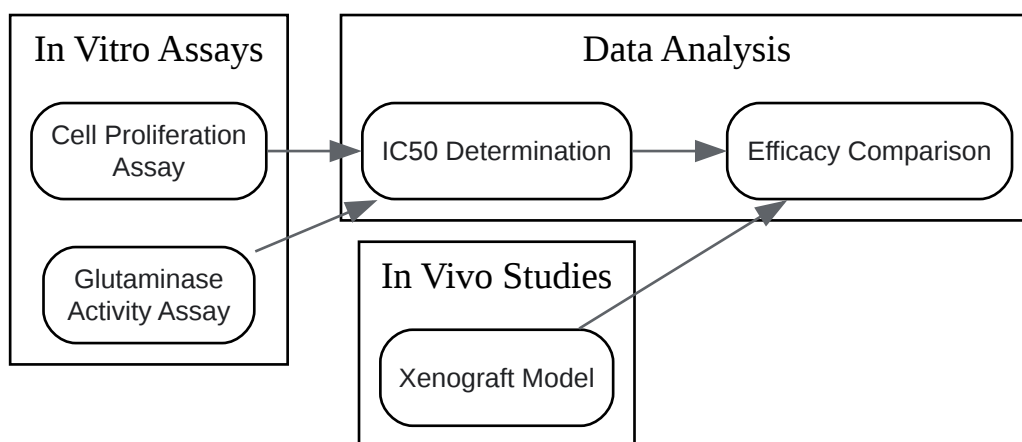 In Vitro Assays
Cell Proliferation
Assay
Glutaminase
Activity Assay
Data Analysis
IC50 Determination
Efficacy Comparison
In Vivo Studies
Xenograft Model